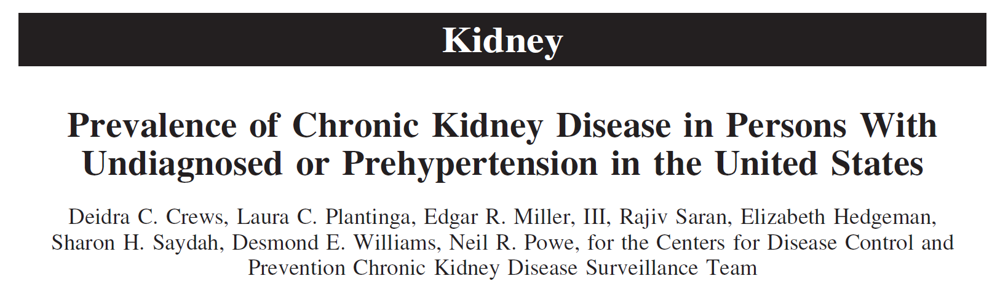 Kidney
Prevalence of Chronic Kidney Disease in Persons With
Undiagnosed or Prehypertension in the United States
Deidra C. Crews, Laura C. Plantinga, Edgar R. Miller, III, Rajiv Saran, Elizabeth Hedgeman,
Sharon H. Saydah, Desmond E. Williams, Neil R. Powe, for the Centers for Disease Control and
Prevention Chronic Kidney Disease Surveillance Team